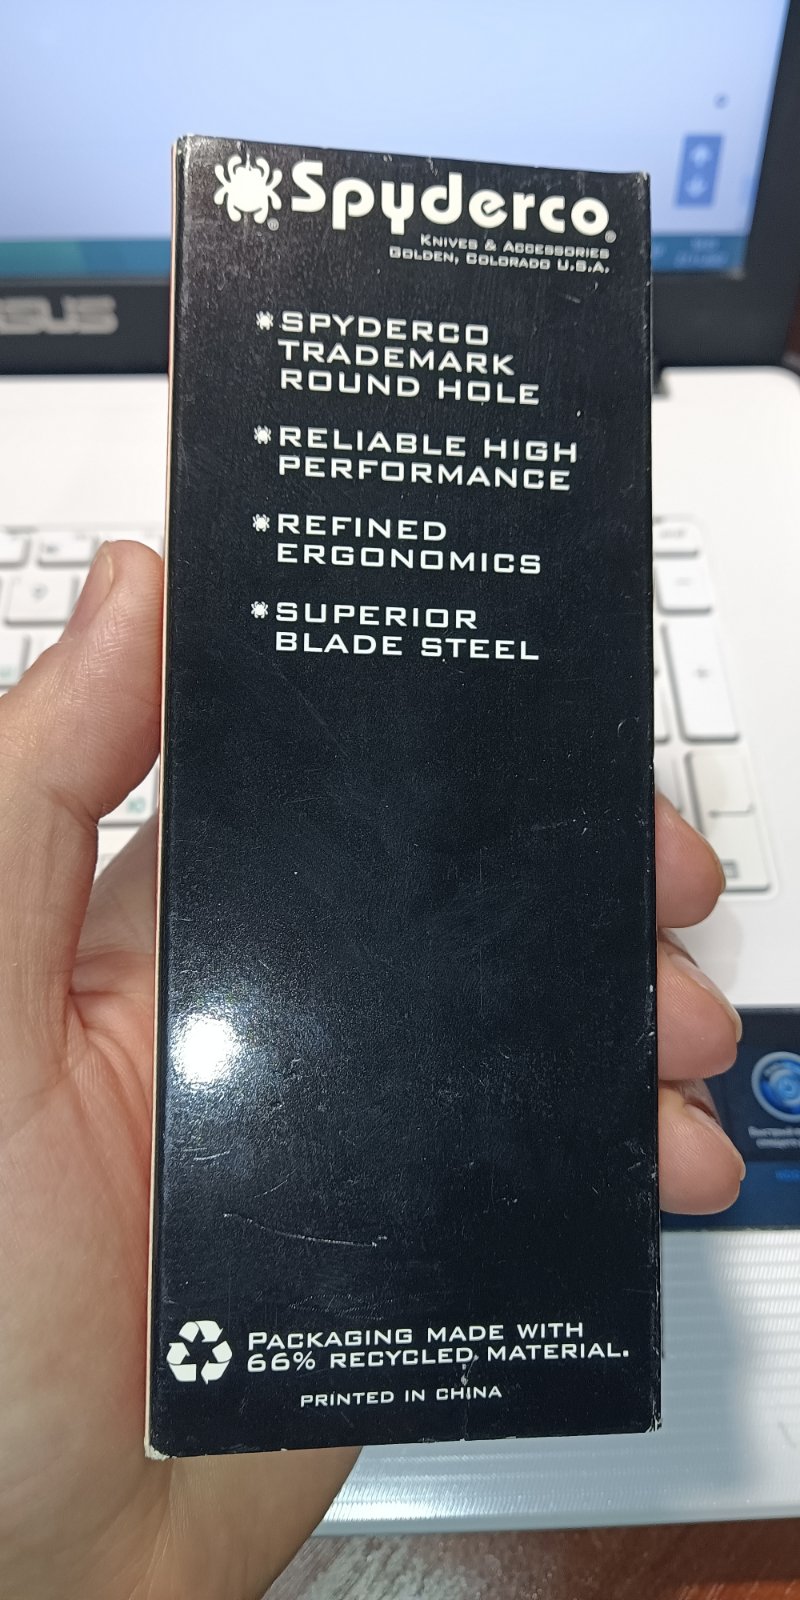 Spyderco
®
®
KNIVES & ACCESSORIES
GOLDEN, COLORADO U.S.A.
ASUS
SPYDERCO
TRADEMARK
ROUND HOLE
RELIABLE HIGH
PERFORMANCE
REFINED
ERGONOMICS
SUPERIOR
BLADE STEEL
PACKAGING MADE WITH
66% RECYCLED MATERIAL.
PRINTED IN CHINA